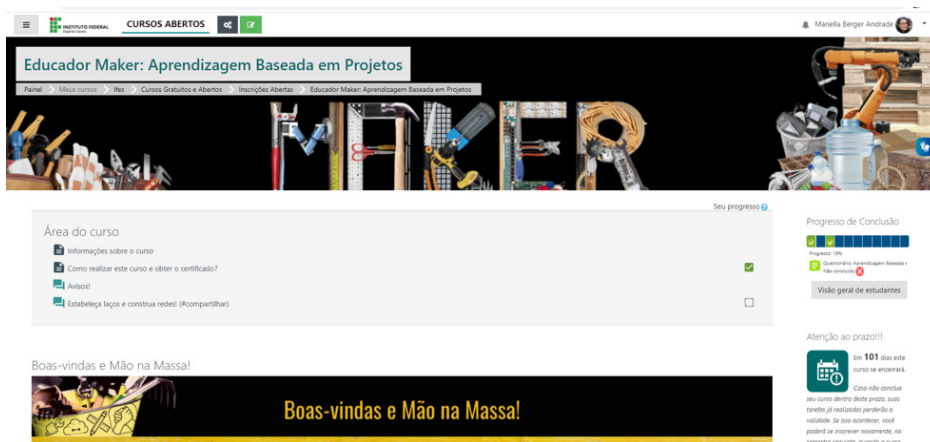 INSTITUTO FEDERAL
Espírito Santo
CURSOS ABERTOS
Mariella Berger Andrade
Educador Maker: Aprendizagem Baseada em Projetos
Painel
Meus cursos
Ifes
Cursos Gratuitos e Abertos
Inscrições Abertas
Educador Maker: Aprendizagem Baseada em Projetos
MAKER
Seu progresso
Área do curso
Informações sobre o curso
Como realizar este curso e obter o certificado?
Avisos!
Estabeleça laços e construa redes! (#compartilhar)
Boas-vindas e Mão na Massa!
Boas-vindas e Mão na Massa!
Progresso de Conclusão
Progresso: 18%
Questionário: Aprendizagem Baseada e
Não concluído
Visão geral de estudantes
Atenção ao prazo!!!
Em 101 dias este
curso se encerrará.
Caso não conclua
seu curso dentro deste prazo, suas
tarefas já realizadas perderão a
validade. Se isso acontecer, você
poderá se inscrever novamente, no